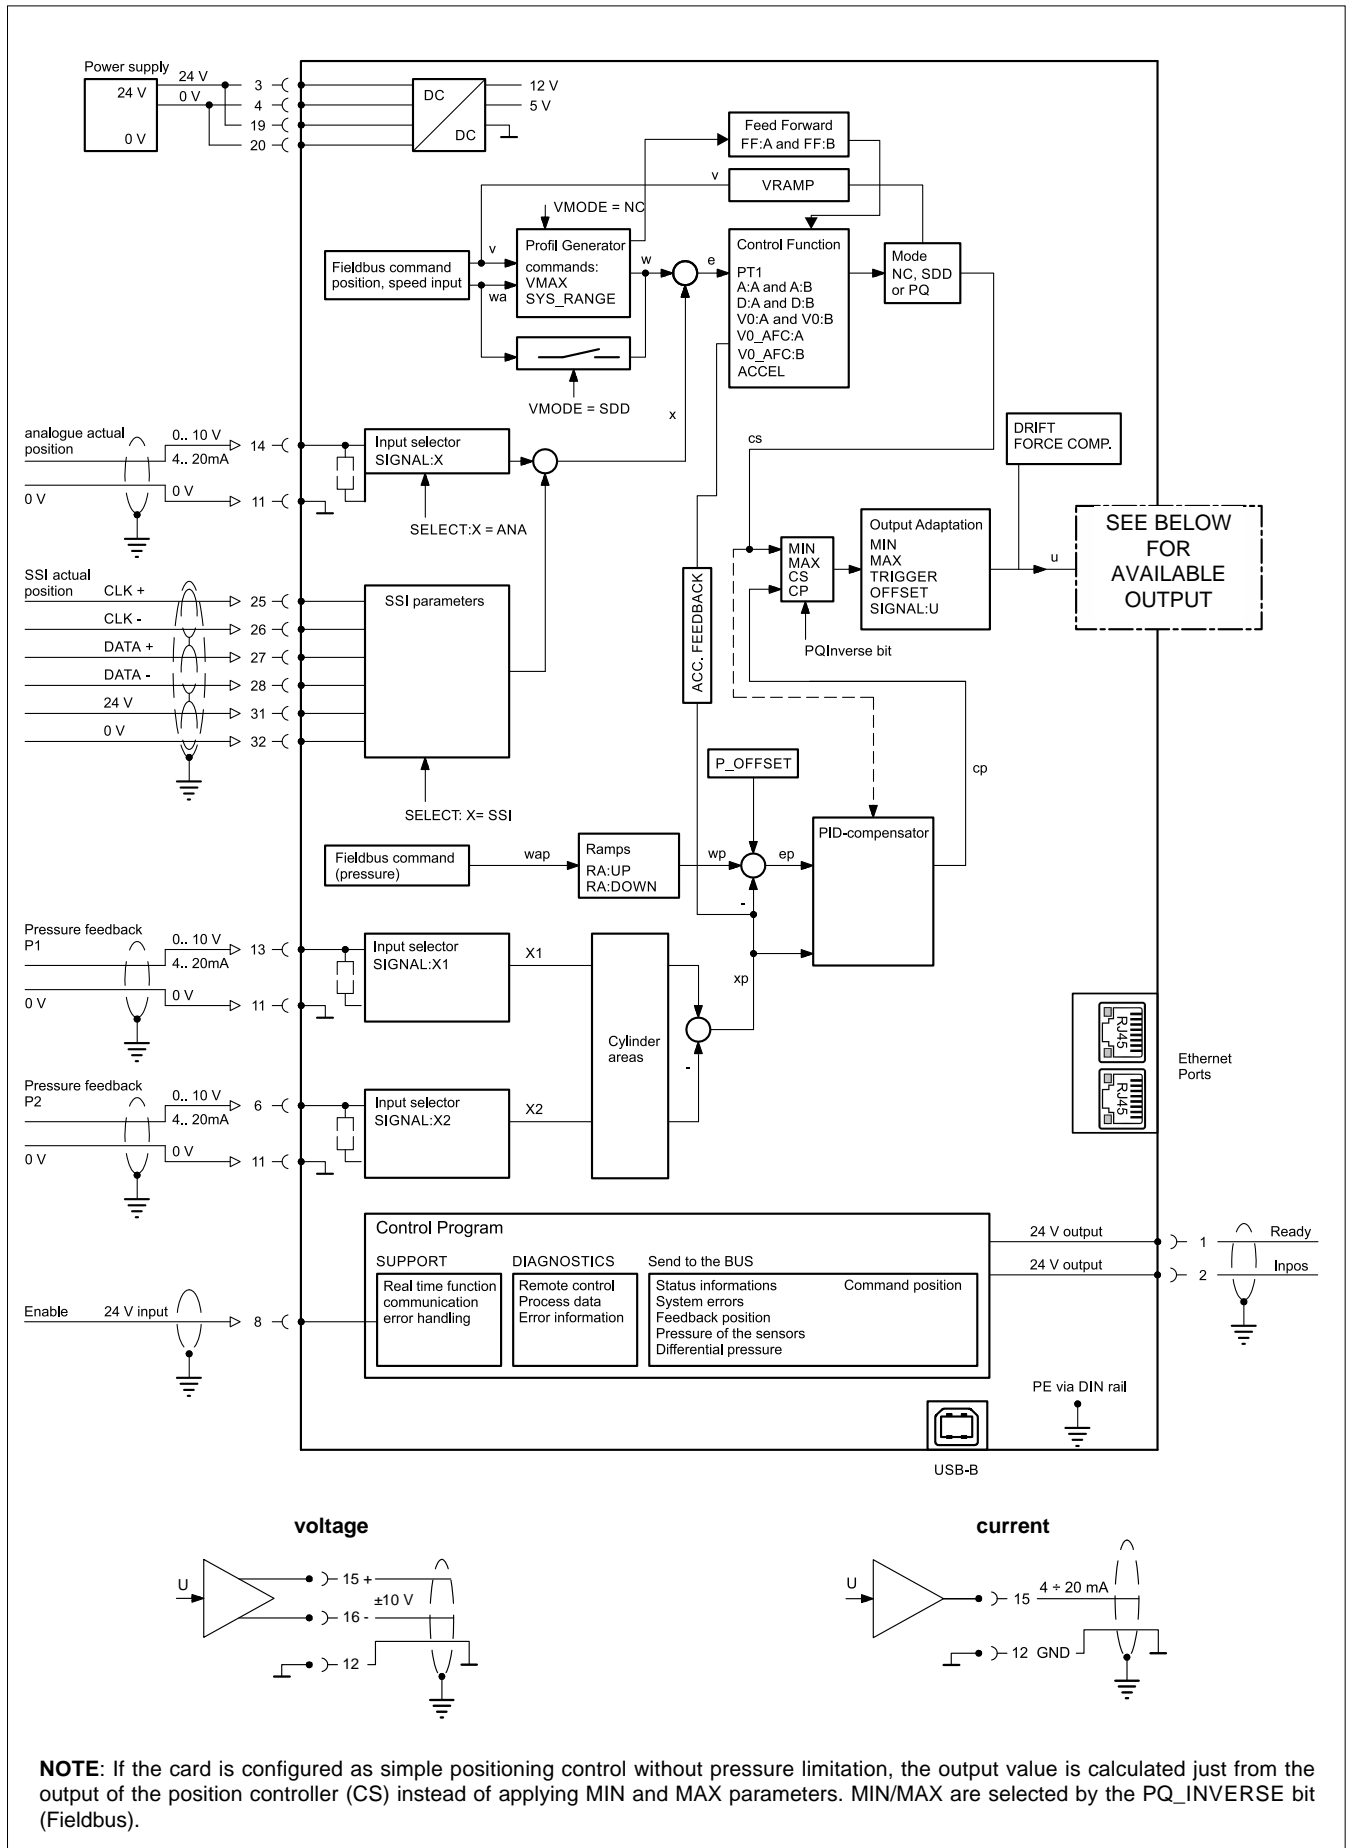 Power supply
24 V
0 V
24 V
0 V
3
4
19
20
DC
DC
12 V
5 V
Feed Forward
FF:A and FF:B
v
VRAMP
VMODE = NC
Fieldbus command
position, speed input
v
wa
Profil Generator
commands:
VMAX
SYS_RANGE
w
e
Control Function
PT1
A:A and A:B
D:A and D:B
V0:A and V0:B
V0_AFC:A
V0_AFC:B
ACCEL
Mode
NC, SDD
or PQ
VMODE = SDD
x
analogue actual
position
0 V
0.. 10 V
4.. 20mA
0 V
14
11
Input selector
SIGNAL:X
SELECT:X = ANA
cs
DRIFT
FORCE COMP.
MIN
MAX
CS
CP
PQInverse bit
Output Adaptation
MIN
MAX
TRIGGER
OFFSET
SIGNAL:U
u
SEE BELOW
FOR
AVAILABLE
OUTPUT
SSI actual
position
CLK +
CLK -
DATA +
DATA -
24 V
0 V
25
26
27
28
31
32
SSI parameters
SELECT: X= SSI
ACC. FEEDBACK
P_OFFSET
cp
Fieldbus command
(pressure)
wap
Ramps
RA:UP
RA:DOWN
wp
ep
-
PID-compensator
Pressure feedback
P1
0 V
0.. 10 V
4.. 20mA
0 V
13
11
Input selector
SIGNAL:X1
X1
xp
Cylinder
areas
-
Pressure feedback
P2
0 V
0.. 10 V
4.. 20mA
0 V
6
11
Input selector
SIGNAL:X2
X2
RJ45
RJ45
Ethernet
Ports
Control Program
SUPPORT
Real time function
communication
error handling
DIAGNOSTICS
Remote control
Process data
Error information
Send to the BUS
Status informations
Command position
System errors
Feedback position
Pressure of the sensors
Differential pressure
24 V output
1
Ready
24 V output
2
Inpos
Enable
24 V input
8
PE via DIN rail
USB-B
voltage
U
15 +
±10 V
16 -
12
current
U
15
4 ÷ 20 mA
12 GND
NOTE: If the card is configured as simple positioning control without pressure limitation, the output value is calculated just from the
output of the position controller (CS) instead of applying MIN and MAX parameters. MIN/MAX are selected by the PQ_INVERSE bit
(Fieldbus).